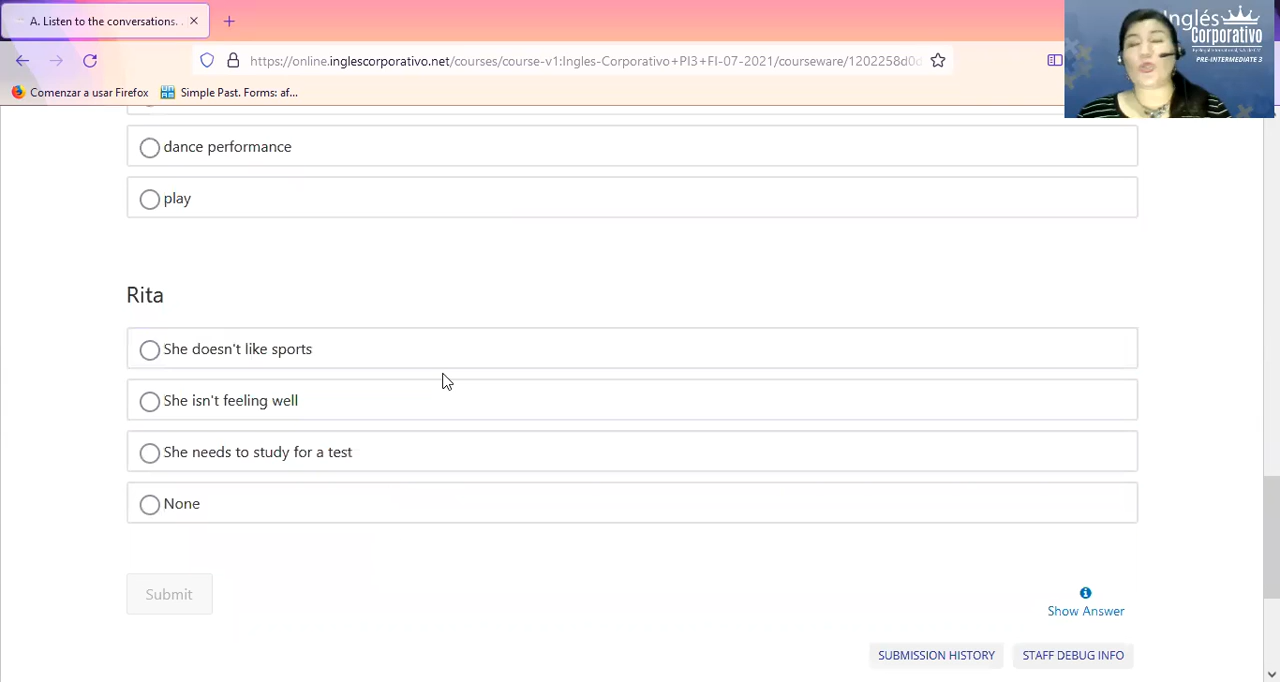 A. Listen to the conversations.
https://online.inglescorporativo.net/course
se-v1:Ingles-Corporativo+PI3+FI-07-2021/courseware/1202258d0d
Comenzar a usar Firefox
Simple Past. Forms: af...
Inglés
Corporativo
PRE-INTERMEDIATE 3
dance performance
play
Rita
She doesn't like sports
She isn't feeling well
She needs to study for a test
None
Submit
Show Answer
SUBMISSION HISTORY
STAFF DEBUG INFO